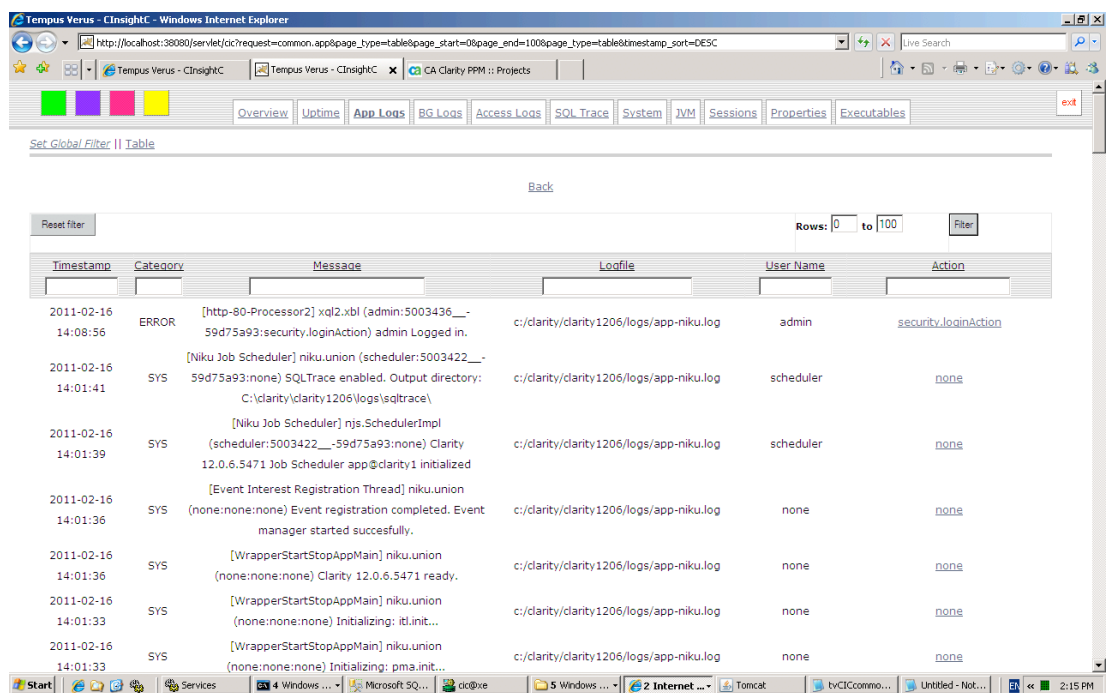 Tempus Verus - CInsightC - Windows Internet Explorer
http://localhost:38080/servlet/cic?request=common.app&page_type=table&page_start=0&page_end=100&page_type=table&timestamp_sort=DESC
Live Search
Tempus Verus - CInsightC
Tempus Verus - CInsightC
CA Clarity PPM :: Projects
Overview Uptime App Logs BG Logs Access Logs SQL Trace System JVM Sessions Properties Executables
exit
Set Global Filter || Table
Back
Reset filter
Rows: 0 to 100 Filter
Timestamp Category Message Logfile User Name Action
2011-02-16
14:08:56
ERROR
[http-80-Processor2] xql2.xbl (admin:5003436__-
59d75a93:security.loginAction) admin Logged in.
c:/clarity/clarity1206/logs/app-niku.log
admin
security.loginAction
2011-02-16
14:01:41
SYS
[Niku Job Scheduler] niku.union (scheduler:5003422__-
59d75a93:none) SQLTrace enabled. Output directory:
C:\clarity\clarity1206\logs\sqltrace\
c:/clarity/clarity1206/logs/app-niku.log
scheduler
none
2011-02-16
14:01:39
SYS
[Niku Job Scheduler] njs.SchedulerImpl
(scheduler:5003422__-59d75a93:none) Clarity
12.0.6.5471 Job Scheduler app@clarity1 initialized
c:/clarity/clarity1206/logs/app-niku.log
scheduler
none
2011-02-16
14:01:36
SYS
[Event Interest Registration Thread] niku.union
(none:none:none) Event registration completed. Event
manager started succesfully.
c:/clarity/clarity1206/logs/app-niku.log
none
none
2011-02-16
14:01:36
SYS
[WrapperStartStopAppMain] niku.union
(none:none:none) Clarity 12.0.6.5471 ready.
c:/clarity/clarity1206/logs/app-niku.log
none
none
2011-02-16
14:01:33
SYS
[WrapperStartStopAppMain] niku.union
(none:none:none) Initializing: itl.init...
c:/clarity/clarity1206/logs/app-niku.log
none
none
2011-02-16
14:01:33
SYS
[WrapperStartStopAppMain] niku.union
(none:none:none) Initializing: pma.init...
c:/clarity/clarity1206/logs/app-niku.log
none
none
Start Services 4 Windows ... Microsoft SQ... cic@xe 5 Windows ... 2 Internet ... Tomcat tvCICcommo... Untitled - Not... EN « 2:15 PM